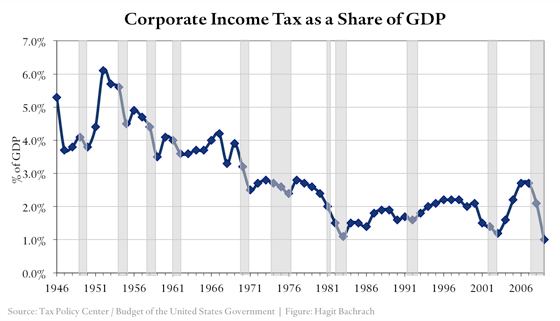 Corporate Income Tax as a Share of GDP
7.0%
6.0%
5.0%
4.0%
3.0%
2.0%
1.0%
0.0%
% of GDP
1946 1951 1956 1961 1966 1971 1976 1981 1986 1991 1996 2001 2006
Source: Tax Policy Center / Budget of the United States Government | Figure: Hagit Bachrach